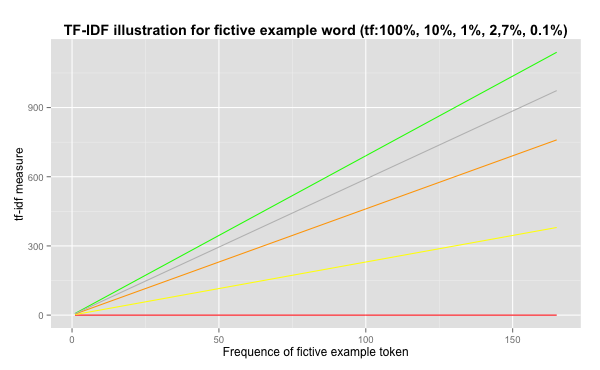 TF-IDF illustration for fictive example word (tf:100%, 10%, 1%, 2,7%, 0.1%)
900
600
300
0
tf-idf measure
0 50 100 150
Frequence of fictive example token